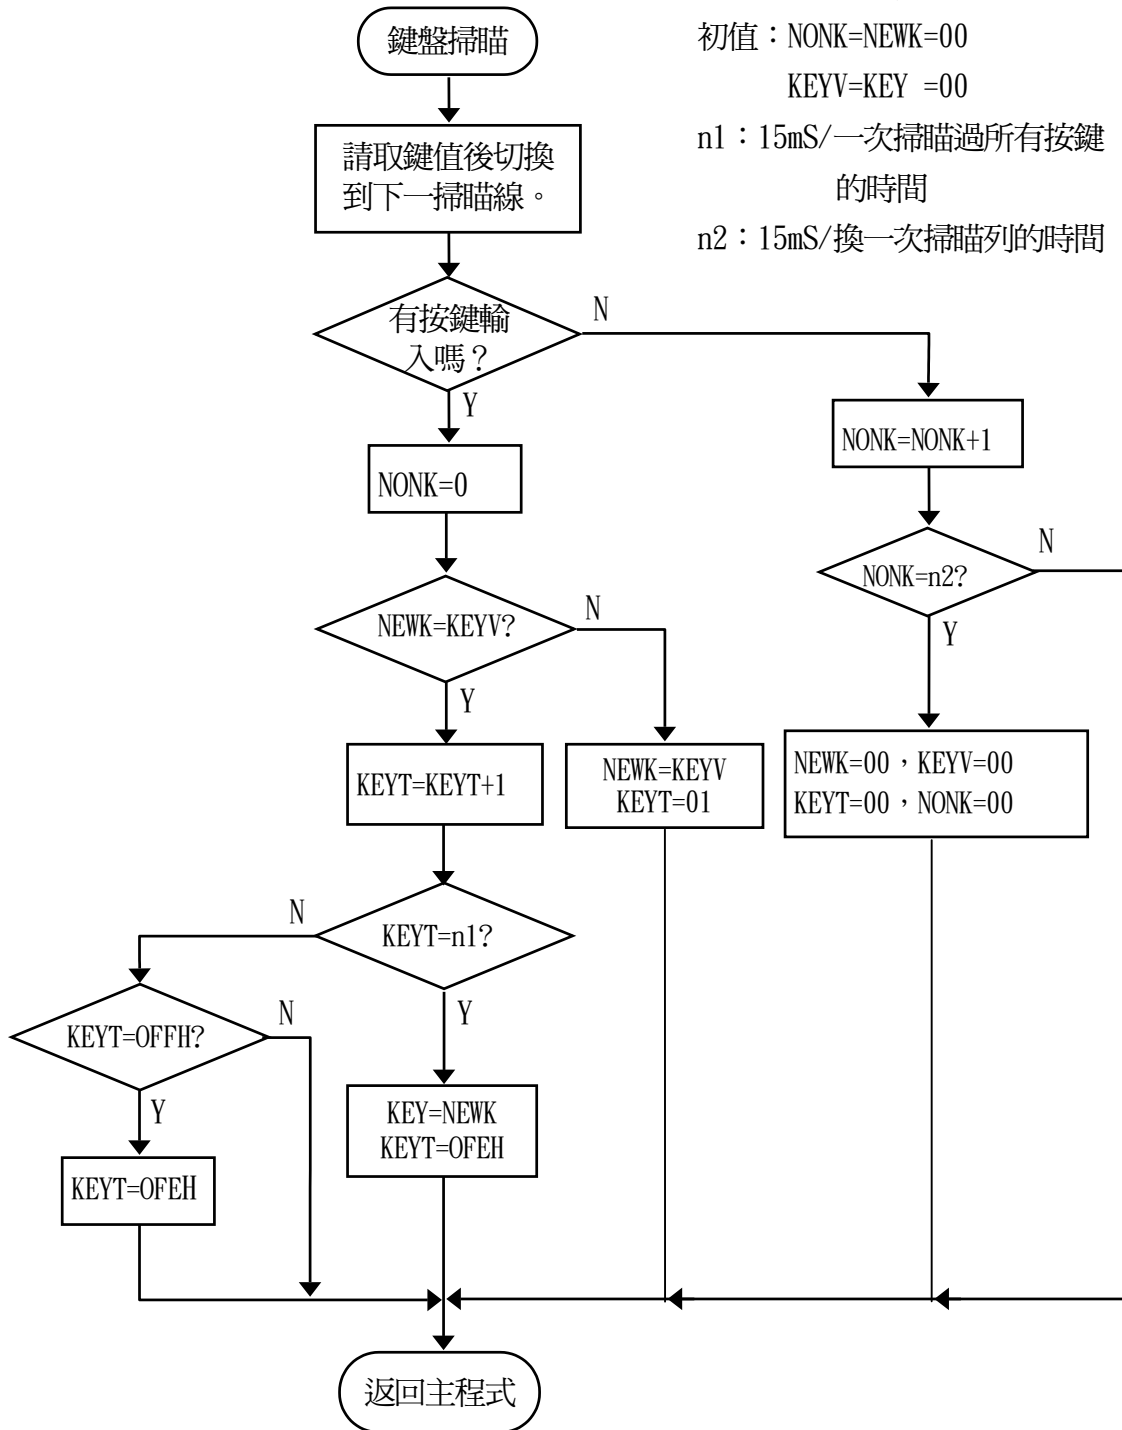 鍵盤掃瞄
初值：NONK=NEWK=00
KEYV=KEY =00
n1：15mS/一次掃瞄過所有按鍵
的時間
n2：15mS/換一次掃瞄列的時間
請取鍵值後切換
到下一掃瞄線。
有按鍵輸
入嗎？
N
Y
NONK=NONK+1
NONK=0
NONK=n2?
N
Y
NEWK=KEYV?
N
Y
KEYT=KEYT+1
NEWK=KEYV
KEYT=01
NEWK=00，KEYV=00
KEYT=00，NONK=00
KEYT=n1?
N
Y
KEYT=OFFH?
N
Y
KEY=NEWK
KEYT=OFEH
KEYT=OFEH
返回主程式